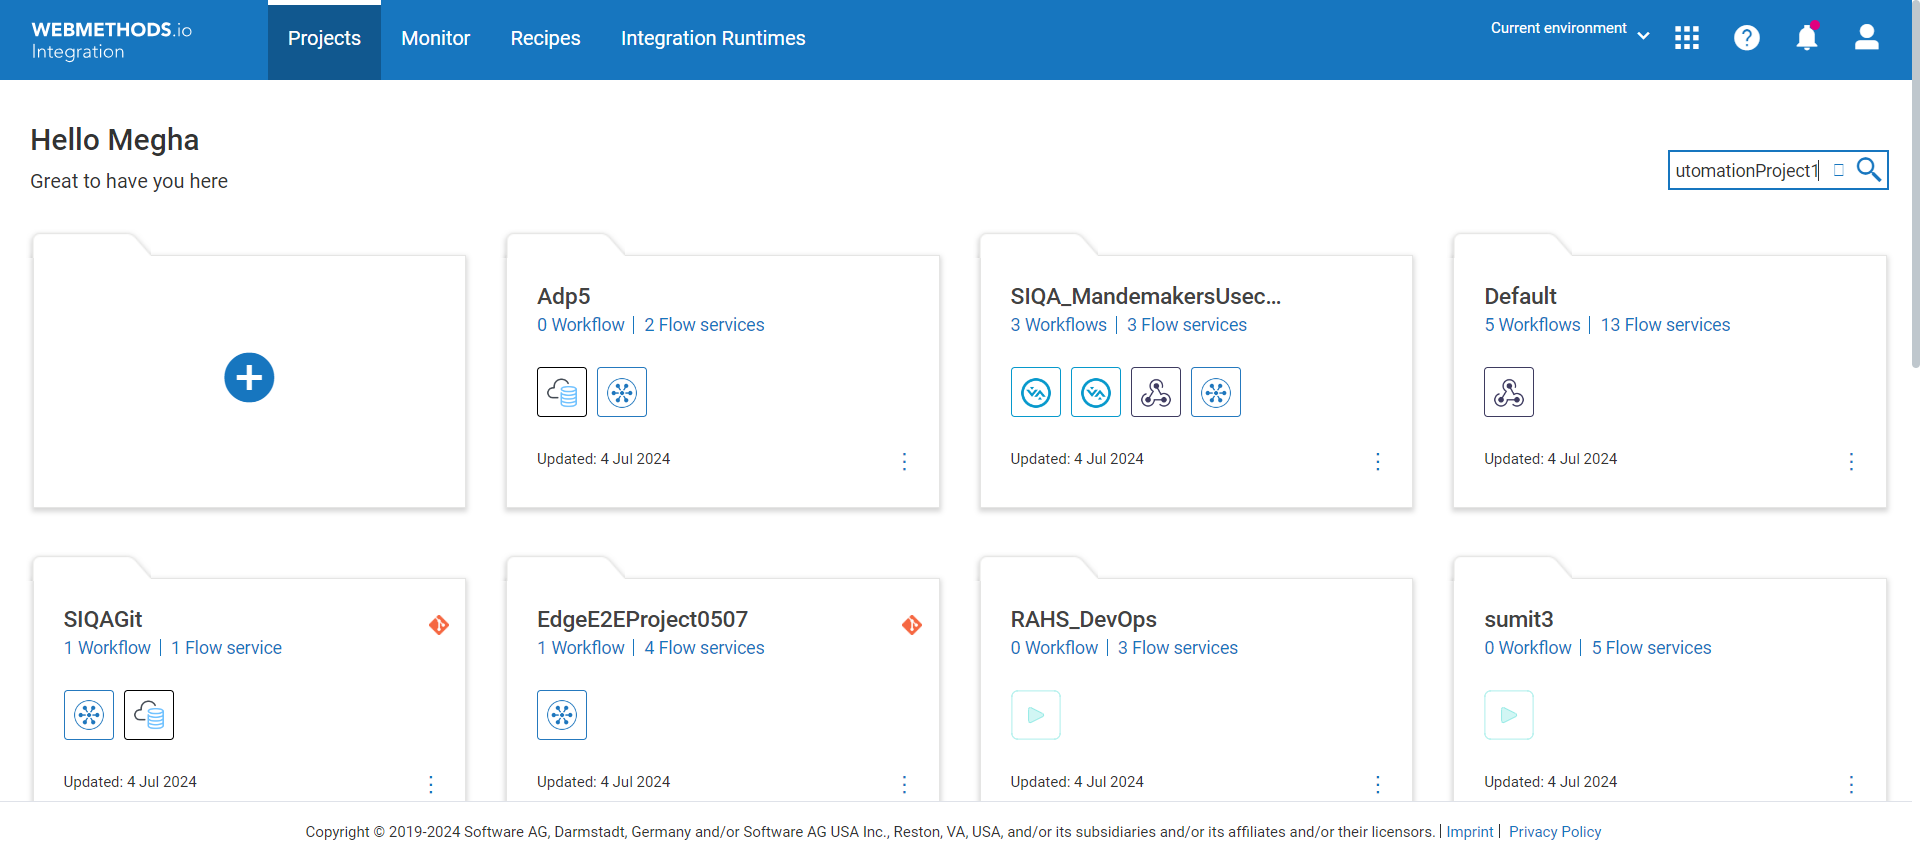 WEBMETHODS.io
Integration
Projects
Monitor
Recipes
Integration Runtimes
Current environment
Hello Megha
Great to have you here
utomationProject1
Adp5
0 Workflow | 2 Flow services
Updated: 4 Jul 2024
SIQA_MandemakersUsec...
3 Workflows | 3 Flow services
Updated: 4 Jul 2024
Default
5 Workflows | 13 Flow services
Updated: 4 Jul 2024
SIQAGit
1 Workflow | 1 Flow service
Updated: 4 Jul 2024
EdgeE2EProject0507
1 Workflow | 4 Flow services
Updated: 4 Jul 2024
RAHS_DevOps
0 Workflow | 3 Flow services
Updated: 4 Jul 2024
sumit3
0 Workflow | 5 Flow services
Updated: 4 Jul 2024
Copyright © 2019-2024 Software AG, Darmstadt, Germany and/or Software AG USA Inc., Reston, VA, USA, and/or its subsidiaries and/or its affiliates and/or their licensors. | Imprint | Privacy Policy